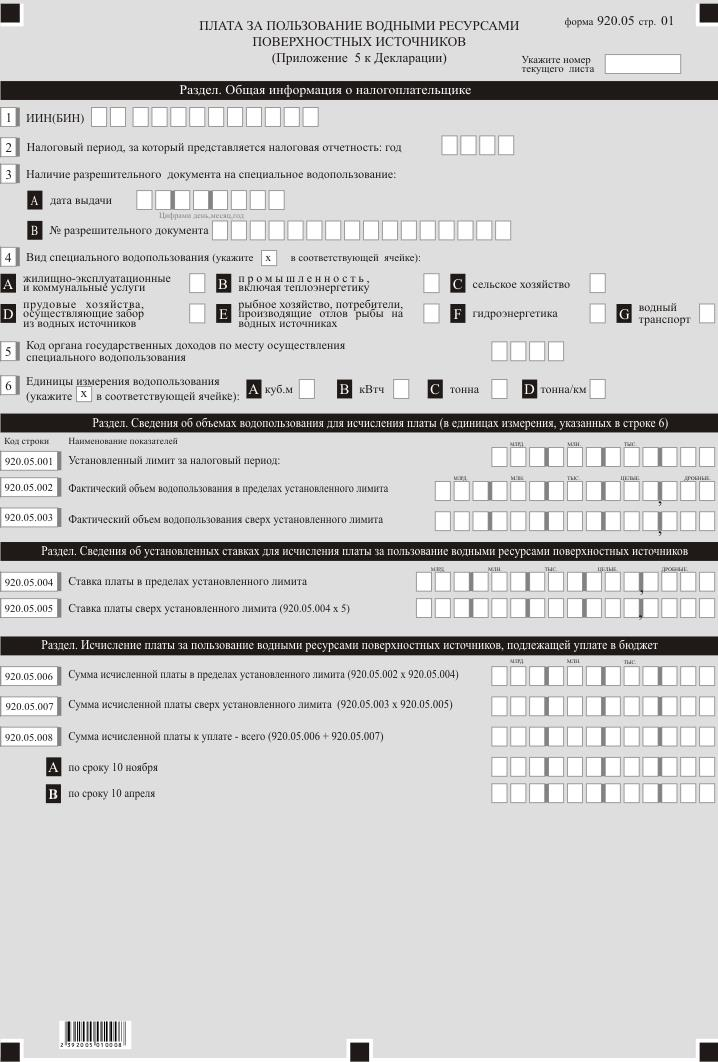 форма 920.05 стр. 01
ПЛАТА ЗА ПОЛЬЗОВАНИЕ ВОДНЫМИ РЕСУРСАМИ
ПОВЕРХНОСТНЫХ ИСТОЧНИКОВ
(Приложение 5 к Декларации)
Укажите номер
текущего листа
Раздел. Общая информация о налогоплательщике
1 ИИН(БИН)
2 Налоговый период, за который представляется налоговая отчетность: год
3 Наличие разрешительного документа на специальное водопользование:
A дата выдачи
Цифрами день,месяц,год
B № разрешительного документа
4 Вид специального водопользования (укажите x в соответствующей ячейке):
A жилищно-эксплуатационные
и коммунальные услуги
B промышленность,
включая теплоэнергетику
C сельское хозяйство
D прудовые хозяйства,
осуществляющие забор
из водных источников
E рыбное хозяйство, потребители,
производящие отлов рыбы на
водных источниках
F гидроэнергетика
G водный
транспорт
5 Код органа государственных доходов по месту осуществления
специального водопользования
6 Единицы измерения водопользования
(укажите x в соответствующей ячейке):
A куб.м B кВтч C тонна D тонна/км
Раздел. Сведения об объемах водопользования для исчисления платы (в единицах измерения, указанных в строке 6)
Код строки Наименование показателей
МЛРД. МЛН. ТЫС.
920.05.001 Установленный лимит за налоговый период:
МЛРД. МЛН. ТЫС. ЦЕЛЫЕ. ДРОБНЫЕ.
920.05.002 Фактический объем водопользования в пределах установленного лимита ,
920.05.003 Фактический объем водопользования сверх установленного лимита ,
Раздел. Сведения об установленных ставках для исчисления платы за пользование водными ресурсами поверхностных источников
МЛРД. МЛН. ТЫС. ЦЕЛЫЕ. ДРОБНЫЕ.
920.05.004 Ставка платы в пределах установленного лимита ,
920.05.005 Ставка платы сверх установленного лимита (920.05.004 x 5) ,
Раздел. Исчисление платы за пользование водными ресурсами поверхностных источников, подлежащей уплате в бюджет
МЛРД. МЛН. ТЫС.
920.05.006 Сумма исчисленной платы в пределах установленного лимита (920.05.002 x 920.05.004)
920.05.007 Сумма исчисленной платы сверх установленного лимита (920.05.003 x 920.05.005)
920.05.008 Сумма исчисленной платы к уплате - всего (920.05.006 + 920.05.007)
A по сроку 10 ноября
B по сроку 10 апреля
2 392005 010008